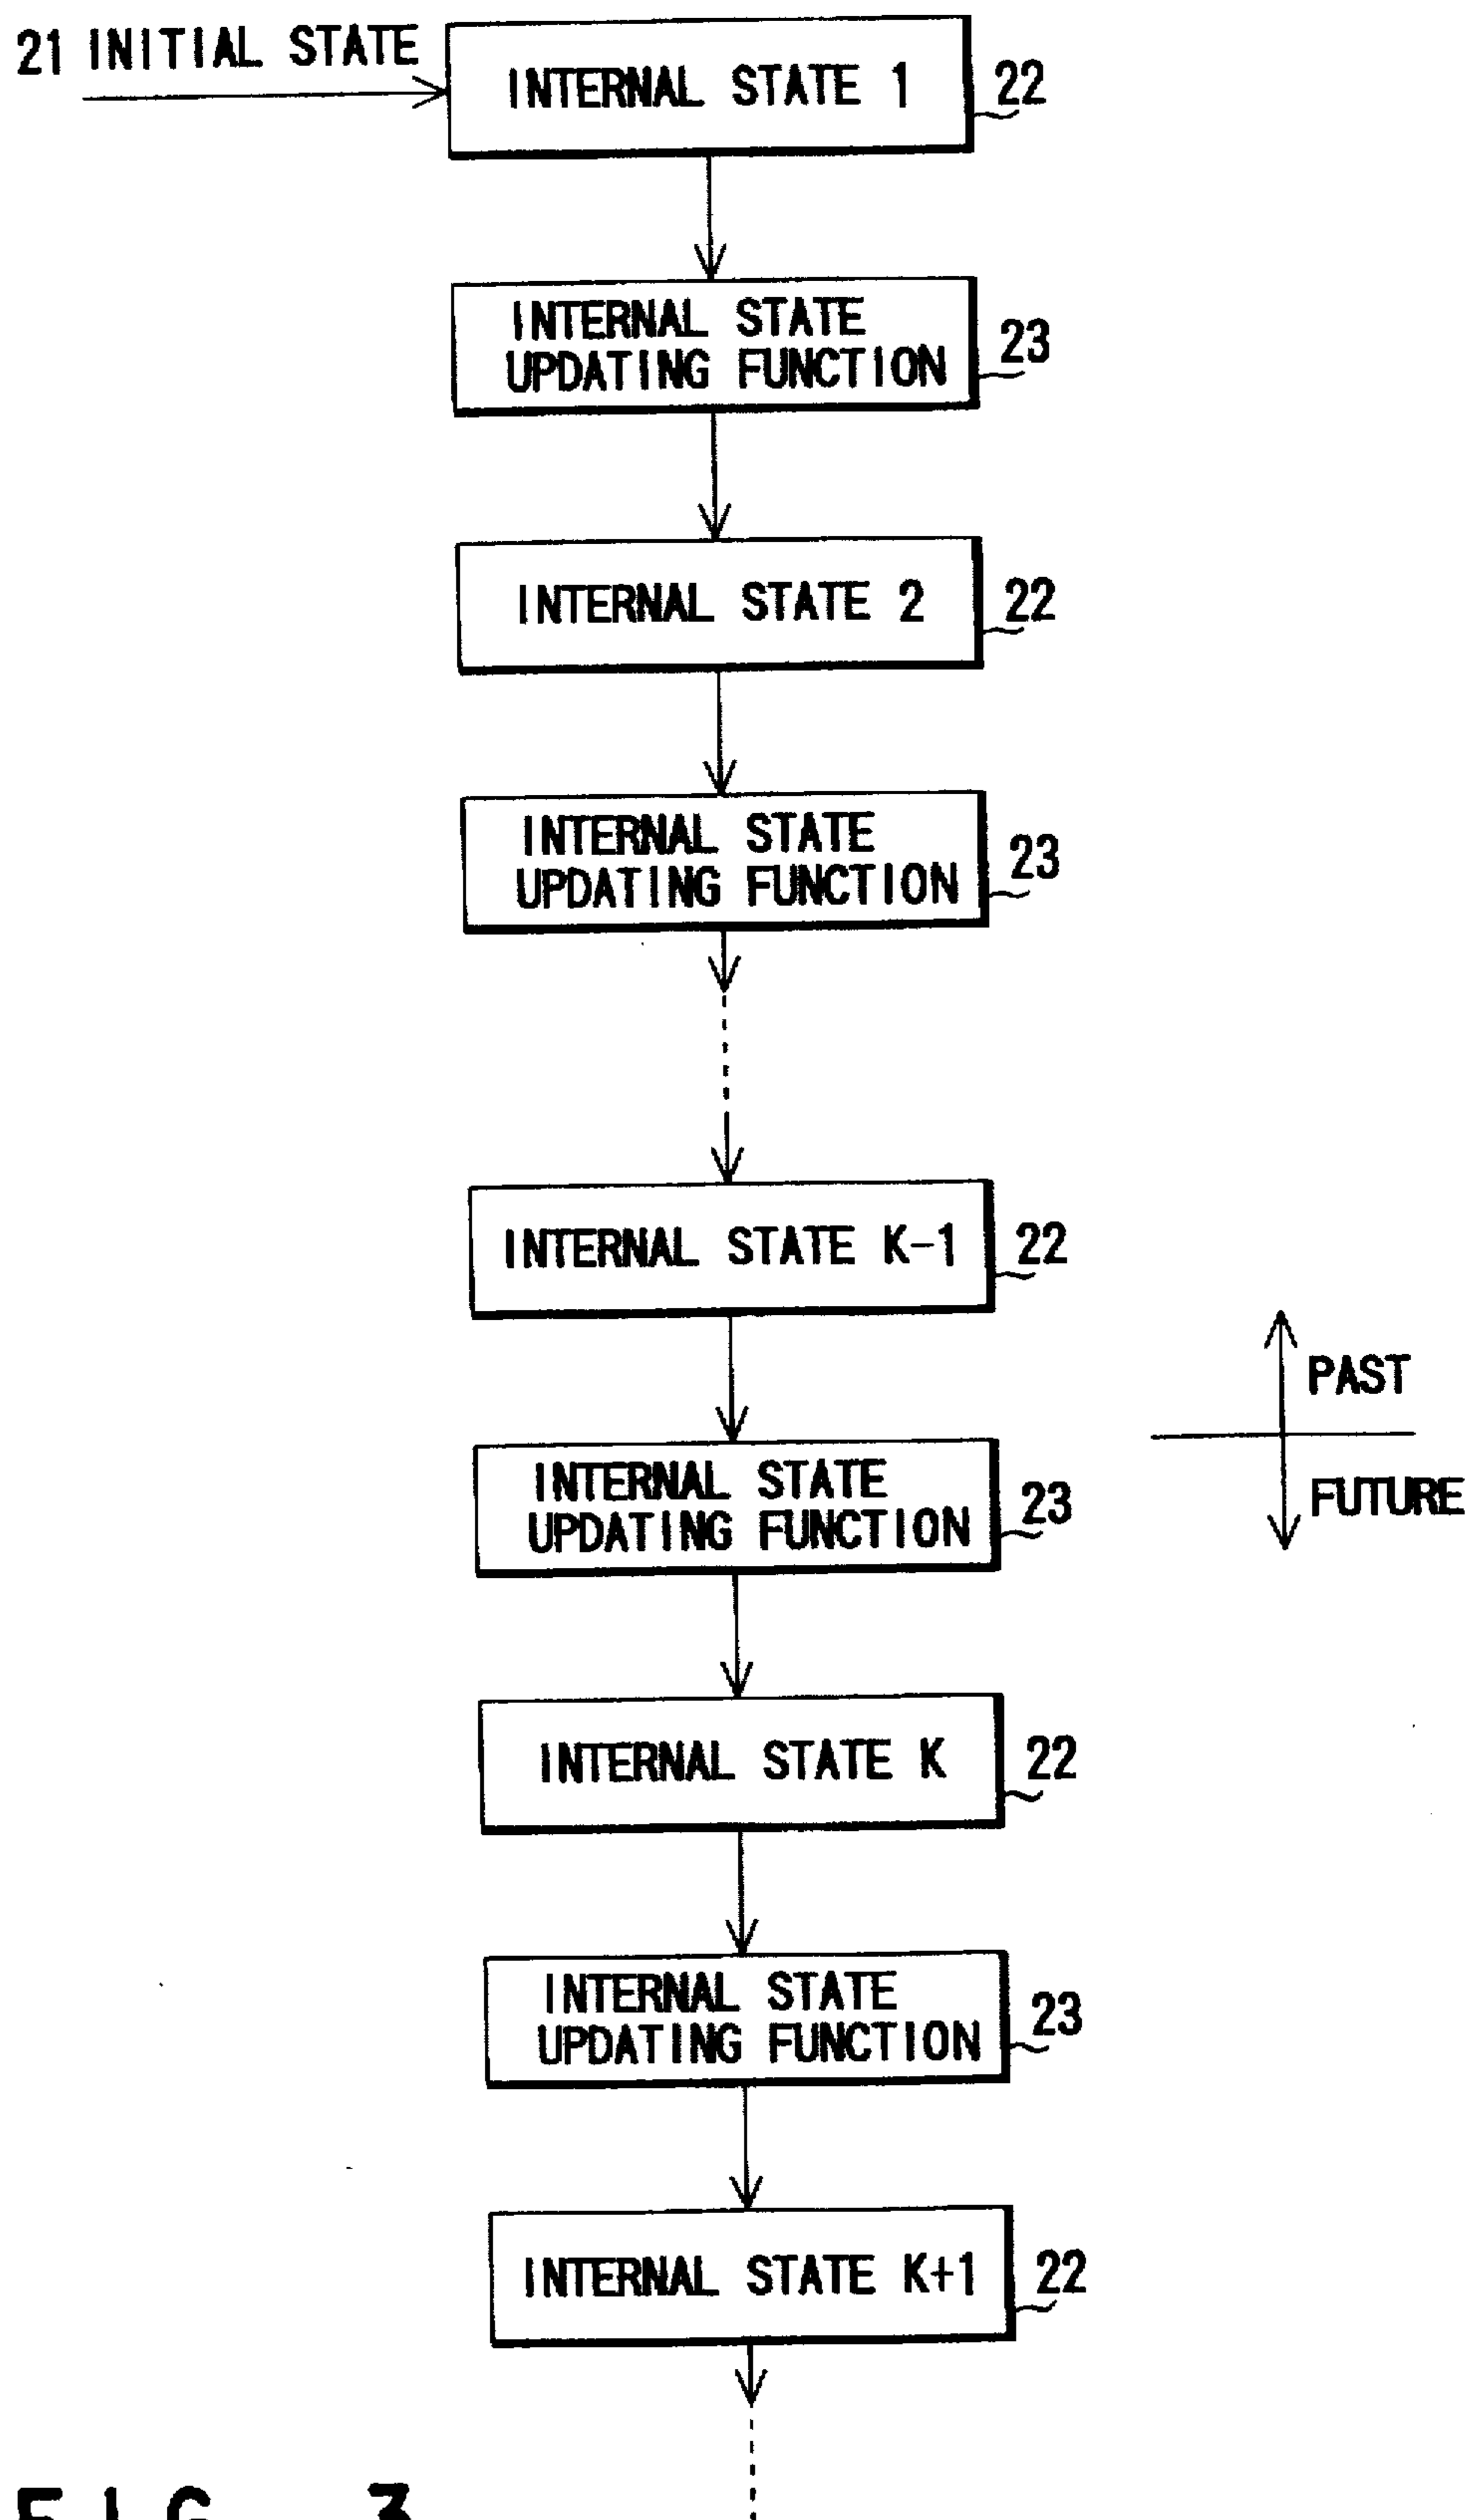 21 INITIAL STATE
INTERNAL STATE 1
22
INTERNAL STATE
UPDATING FUNCTION
23
INTERNAL STATE 2
22
INTERNAL STATE
UPDATING FUNCTION
23
INTERNAL STATE K-1
22
PAST
INTERNAL STATE
UPDATING FUNCTION
23
FUTURE
INTERNAL STATE K
22
INTERNAL STATE
UPDATING FUNCTION
23
INTERNAL STATE K+1
22
FIG. 3